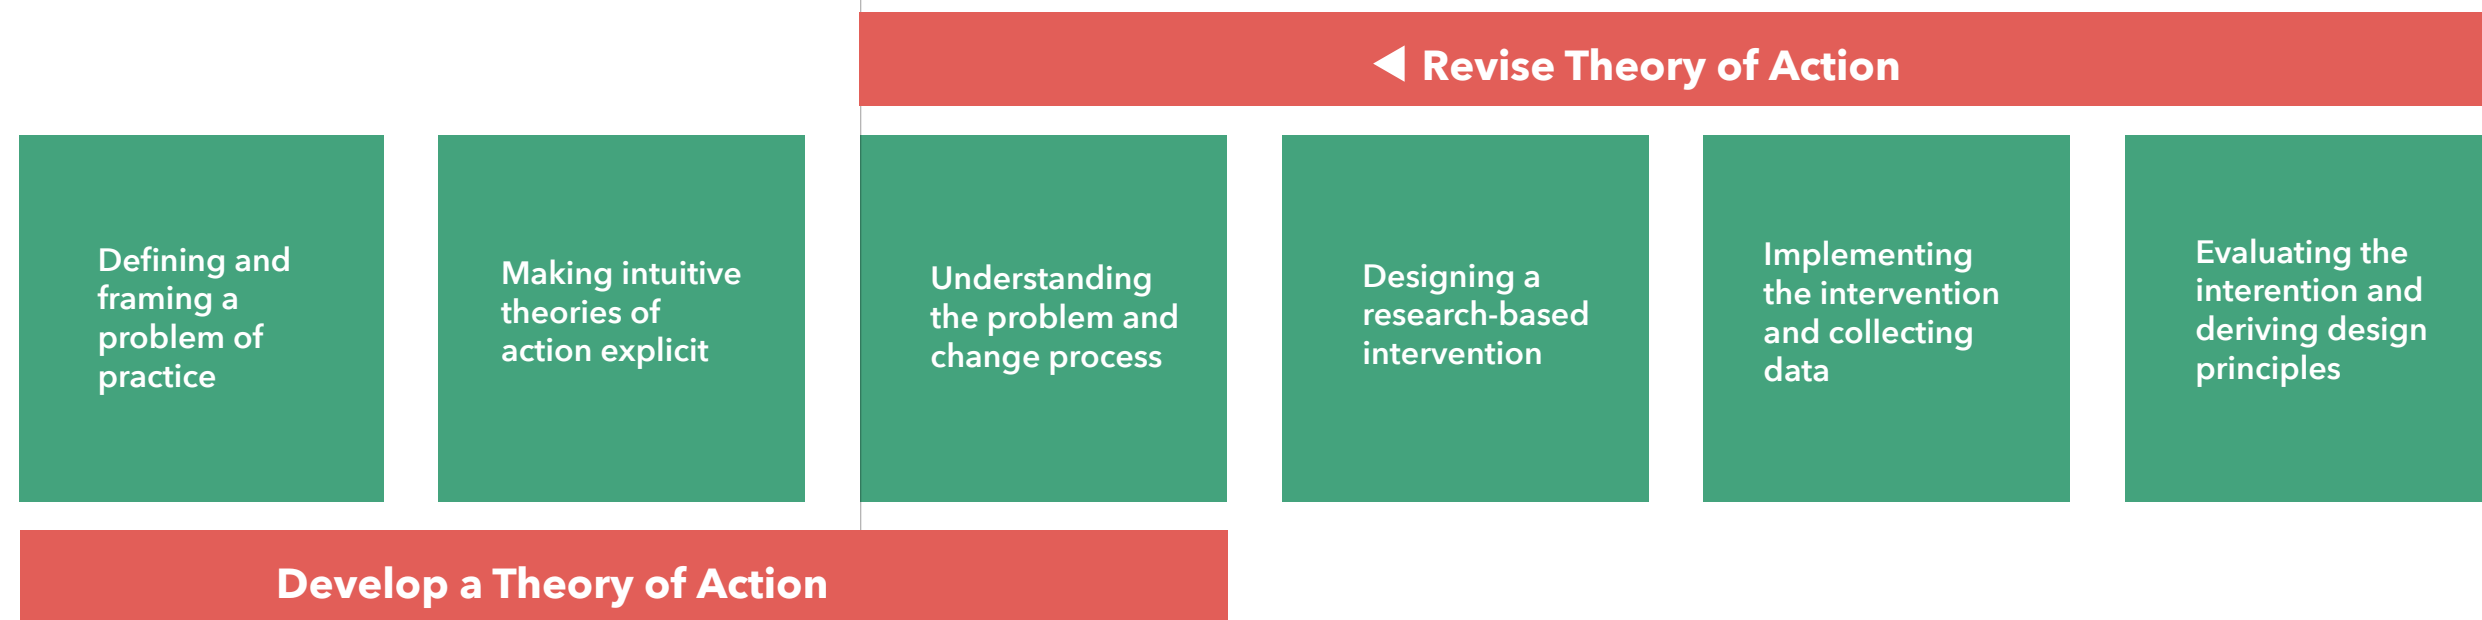 ◀ Revise Theory of Action
Defining and
framing a
problem of
practice
Making intuitive
theories of
action explicit
Understanding
the problem and
change process
Designing a
research-based
intervention
Implementing
the intervention
and collecting
data
Evaluating the
interention and
deriving design
principles
Develop a Theory of Action